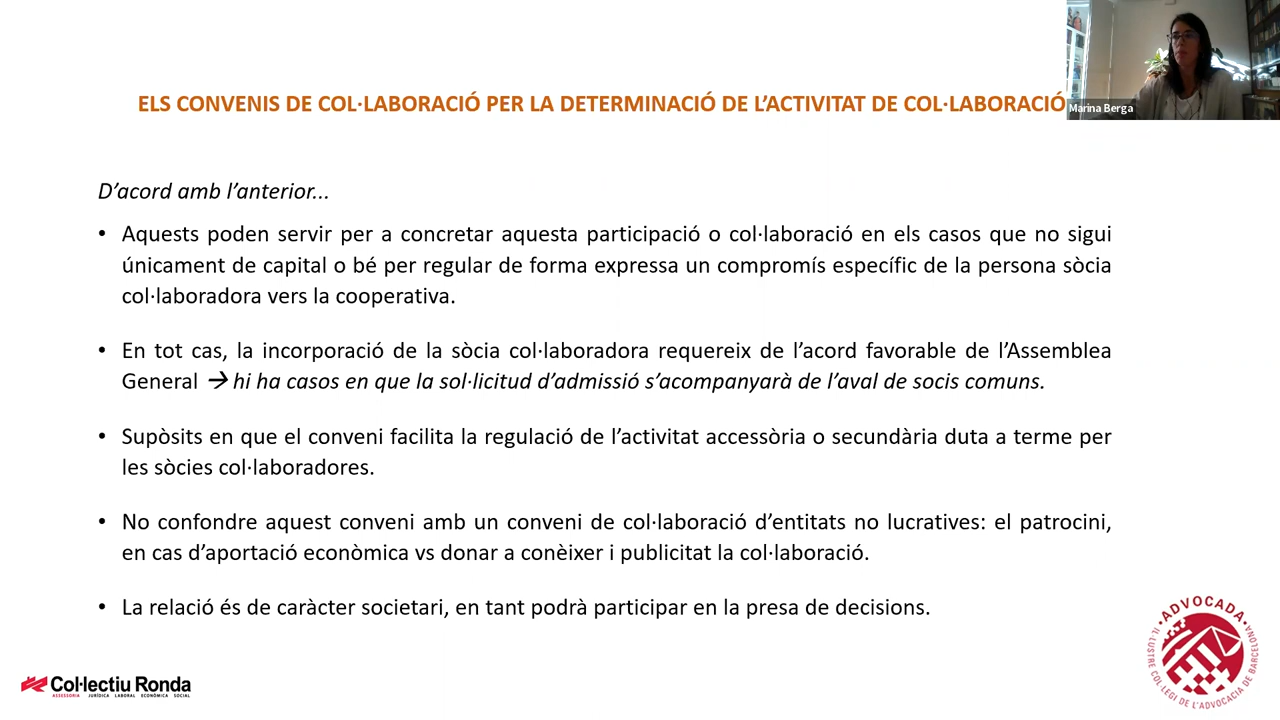 ELS CONVENIS DE COL·LABORACIÓ PER LA DETERMINACIÓ DE L’ACTIVITAT DE COL·LABORACIÓ
Marina Berga
D’acord amb l’anterior...
• Aquests poden servir per a concretar aquesta participació o col·laboració en els casos que no sigui
únicament de capital o bé per regular de forma expressa un compromís específic de la persona sòcia
col·laboradora vers la cooperativa.
• En tot cas, la incorporació de la sòcia col·laboradora requereix de l’acord favorable de l’Assemblea
General → hi ha casos en que la sol·licitud d’admissió s’acompanyarà de l’aval de socis comuns.
• Supòsits en que el conveni facilita la regulació de l’activitat accessòria o secundària duta a terme per
les sòcies col·laboradores.
• No confondre aquest conveni amb un conveni de col·laboració d’entitats no lucratives: el patrocini,
en cas d’aportació econòmica vs donar a conèixer i publicitat la col·laboració.
• La relació és de caràcter societari, en tant podrà participar en la presa de decisions.
Col·lectiu Ronda
ASSESSORIA JURÍDICA LABORAL ECONÒMICA SOCIAL
·ADVOCADA·
IL·LUSTRE COL·LEGI DE L'ADVOCACIA DE BARCELONA